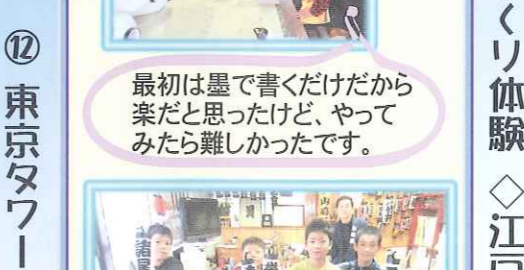 くり体験 ◇江戸
最初は墨で書くだけだから
楽だと思ったけど、やって
みたら難しかったです。
⑫ 東京タワー